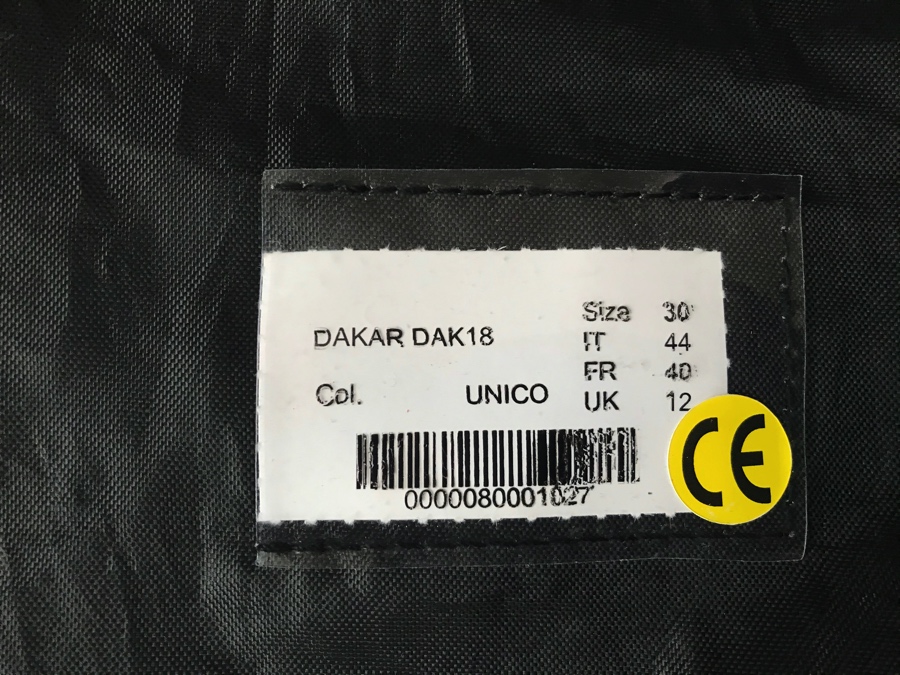 Size 30
DAKAR DAK18
IT 44
FR 40
Col. UNICO
UK 12
0000080001027
CE